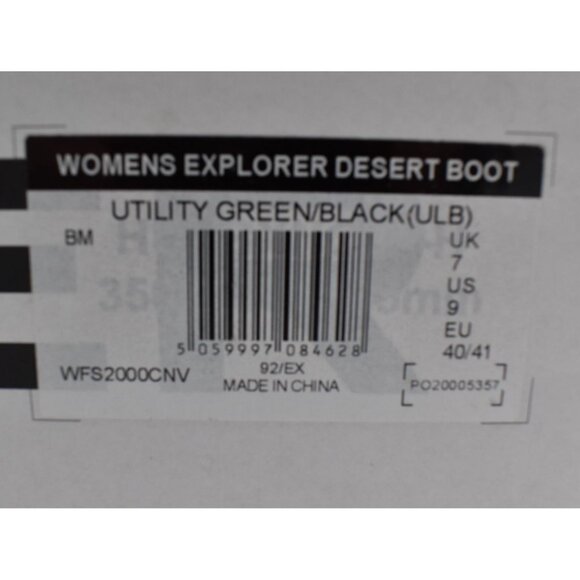 WOMENS EXPLORER DESERT BOOT
UTILITY GREEN/BLACK(ULB)
BM
UK
7
US
9
EU
40/41
5 059997 084628
92/EX
MADE IN CHINA
WFS2000CNV
PO20005357